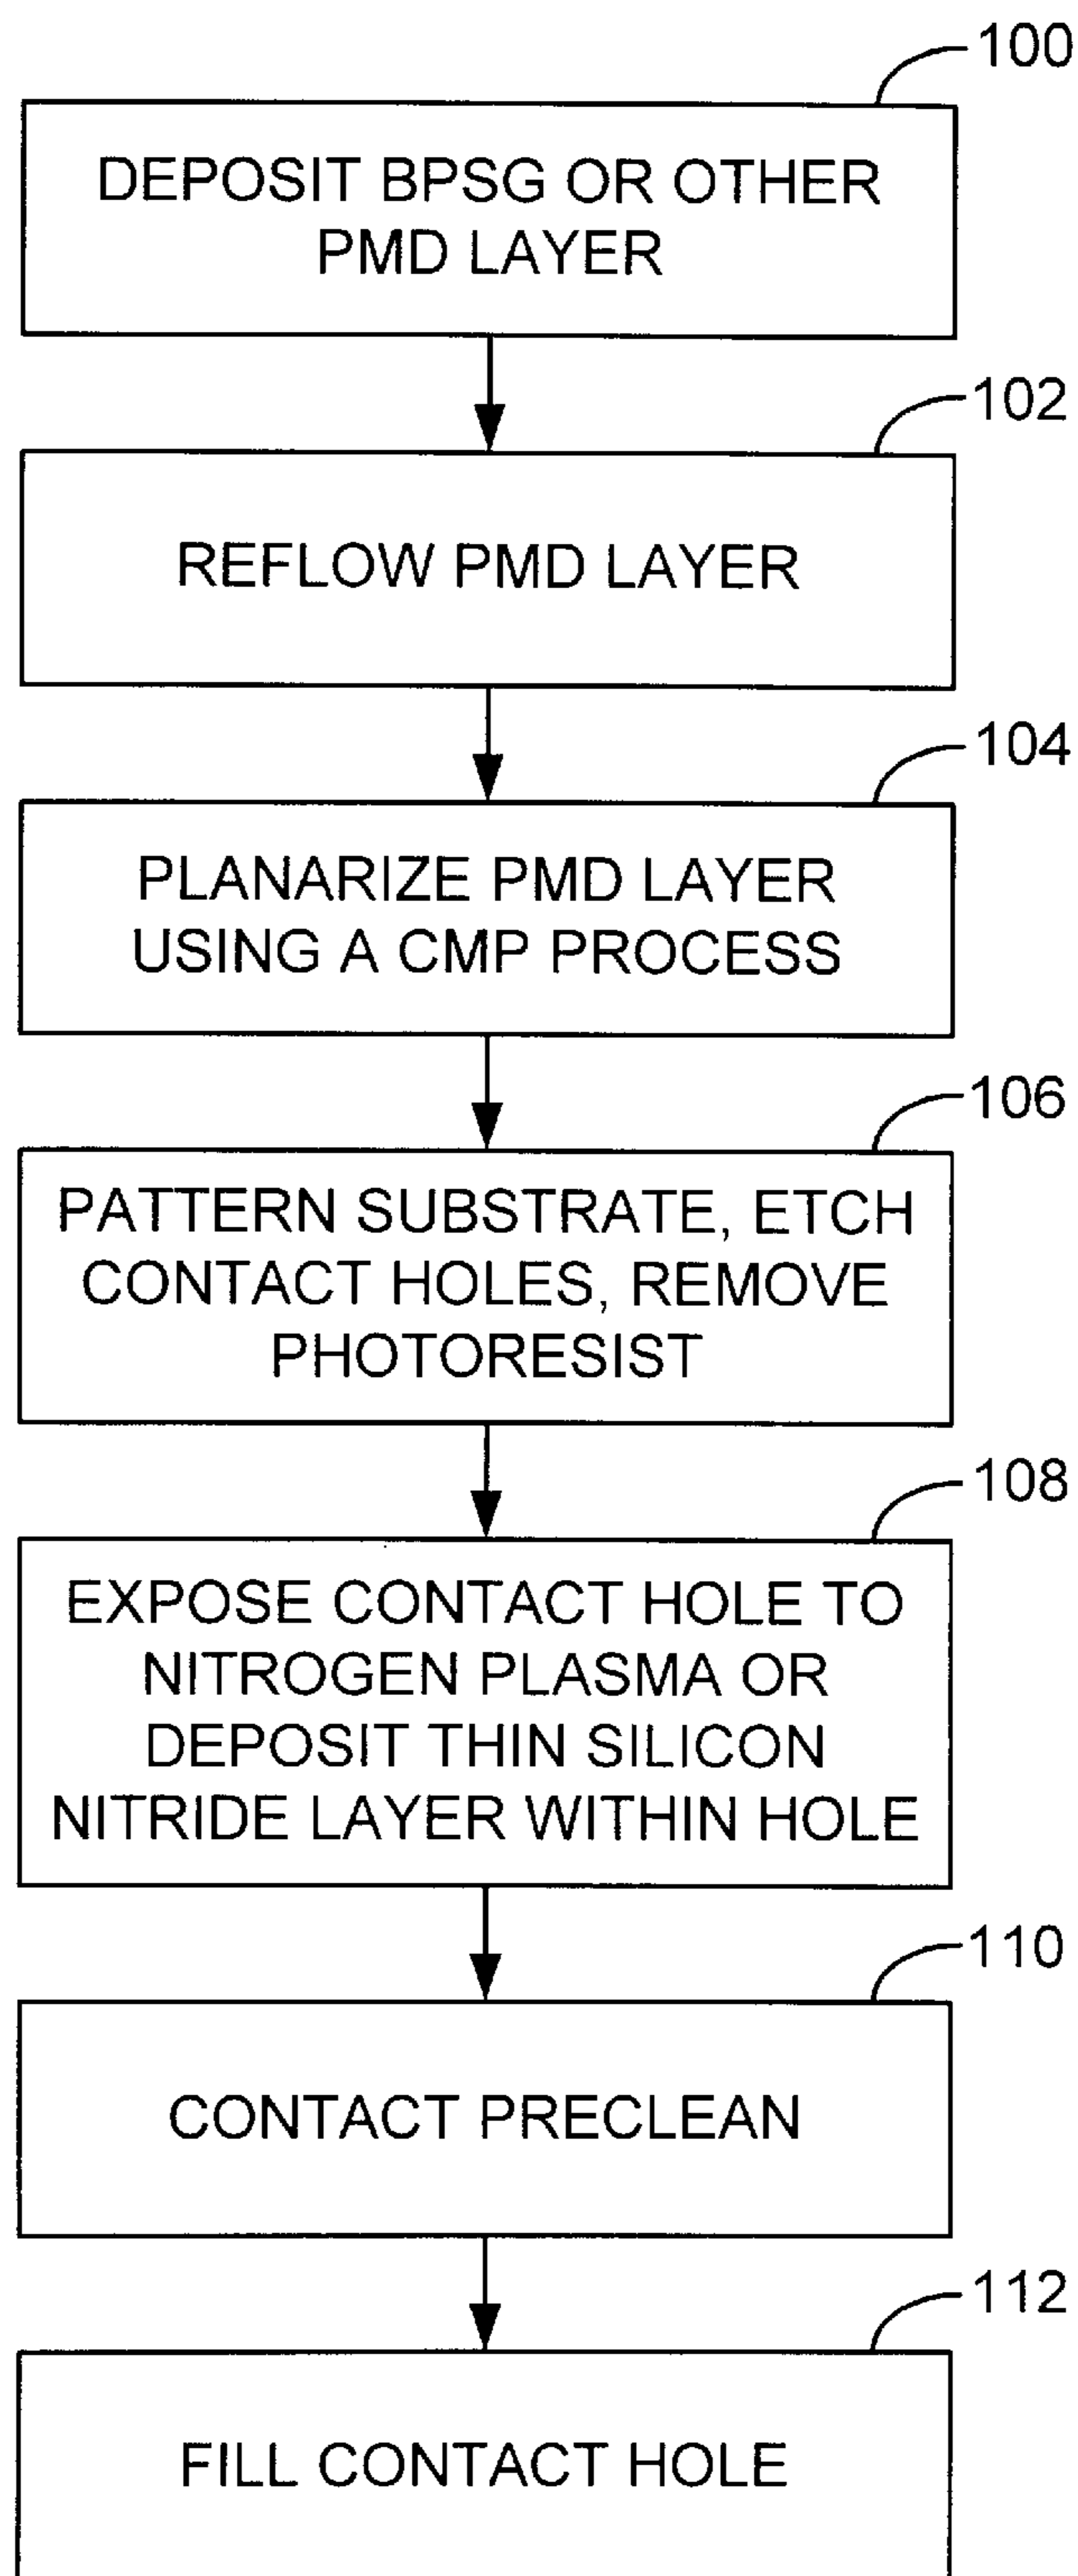 100
DEPOSIT BPSG OR OTHER
PMD LAYER
102
REFLOW PMD LAYER
104
PLANARIZE PMD LAYER
USING A CMP PROCESS
106
PATTERN SUBSTRATE, ETCH
CONTACT HOLES, REMOVE
PHOTORESIST
108
EXPOSE CONTACT HOLE TO
NITROGEN PLASMA OR
DEPOSIT THIN SILICON
NITRIDE LAYER WITHIN HOLE
110
CONTACT PRECLEAN
112
FILL CONTACT HOLE